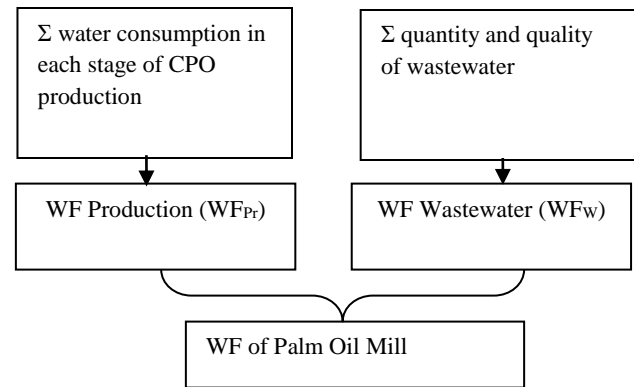 Σ water consumption in
each stage of CPO
production
Σ quantity and quality
of wastewater
WF Production (WFPr)
WF Wastewater (WFW)
WF of Palm Oil Mill